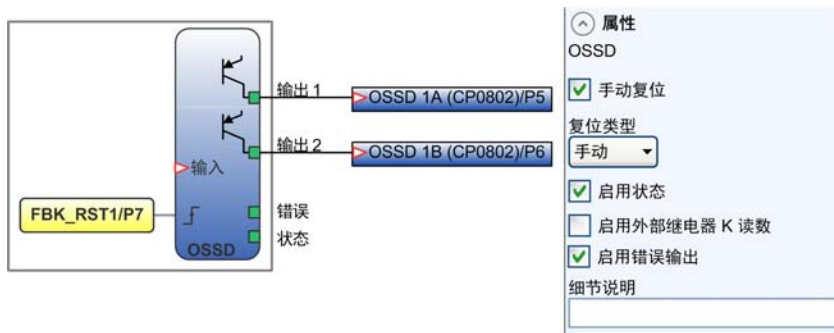 输出 1
OSSD 1A (CP0802)/P5
输出 2
OSSD 1B (CP0802)/P6
输入
FBK_RST1/P7
错误
状态
OSSD
属性
OSSD
手动复位
复位类型
手动
启用状态
启用外部继电器 K 读数
启用错误输出
细节说明